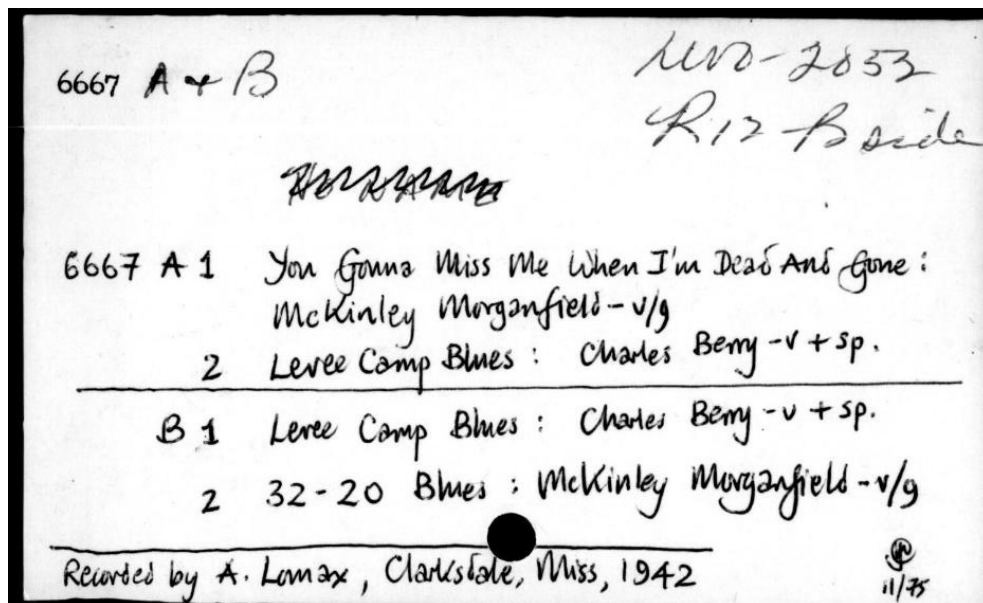 6667 A + B
LWO-2653
R12 B side
6667 A 1 You Gonna Miss Me When I'm Dead And Gone :
McKinley Morganfield - v/g
2 Levee Camp Blues : Charles Berry - v + sp.
B 1 Levee Camp Blues : Charles Berry - v + sp.
2 32-20 Blues : McKinley Morganfield - v/g
Recorded by A. Lomax, Clarksdale, Miss, 1942
11/75